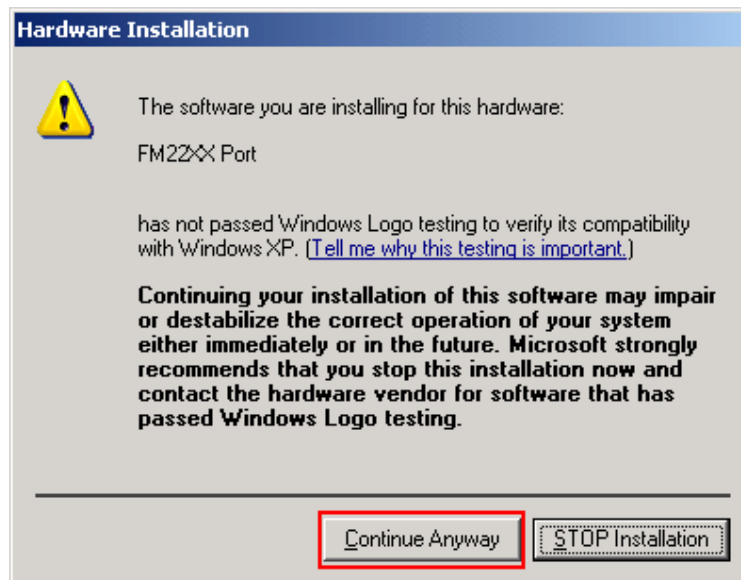 Hardware Installation
The software you are installing for this hardware:
FM22XX Port
has not passed Windows Logo testing to verify its compatibility
with Windows XP. (Tell me why this testing is important.)
Continuing your installation of this software may impair
or destabilize the correct operation of your system
either immediately or in the future. Microsoft strongly
recommends that you stop this installation now and
contact the hardware vendor for software that has
passed Windows Logo testing.
Continue Anyway STOP Installation